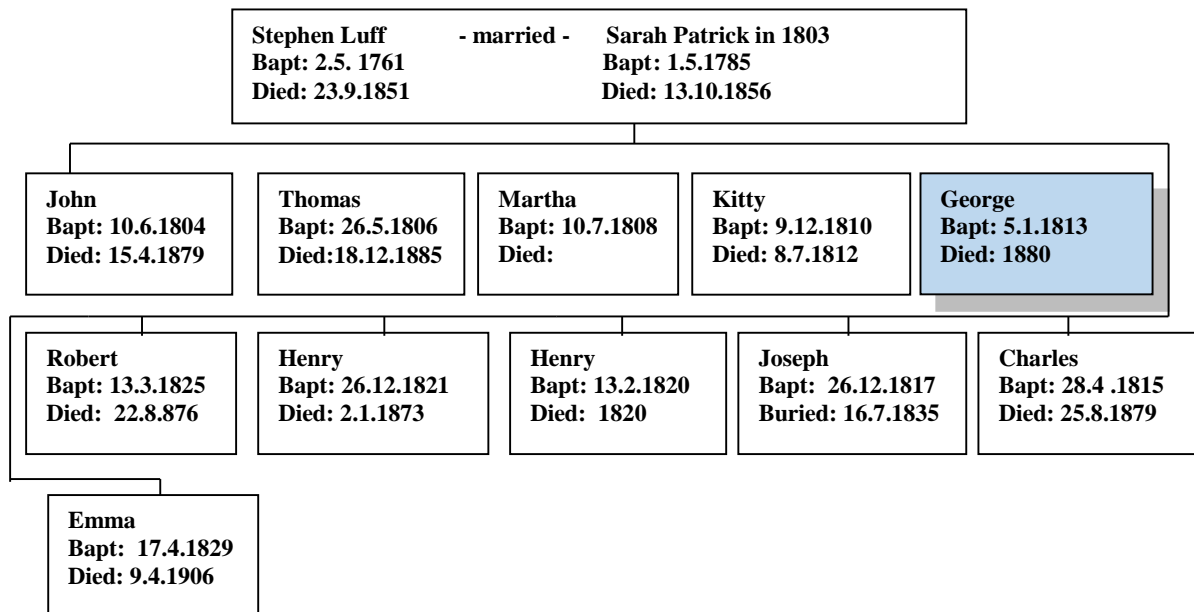 Stephen Luff - married - Sarah Patrick in 1803
Bapt: 2.5. 1761 Bapt: 1.5.1785
Died: 23.9.1851 Died: 13.10.1856
John
Bapt: 10.6.1804
Died: 15.4.1879
Thomas
Bapt: 26.5.1806
Died:18.12.1885
Martha
Bapt: 10.7.1808
Died:
Kitty
Bapt: 9.12.1810
Died: 8.7.1812
George
Bapt: 5.1.1813
Died: 1880
Robert
Bapt: 13.3.1825
Died: 22.8.876
Henry
Bapt: 26.12.1821
Died: 2.1.1873
Henry
Bapt: 13.2.1820
Died: 1820
Joseph
Bapt: 26.12.1817
Buried: 16.7.1835
Charles
Bapt: 28.4 .1815
Died: 25.8.1879
Emma
Bapt: 17.4.1829
Died: 9.4.1906